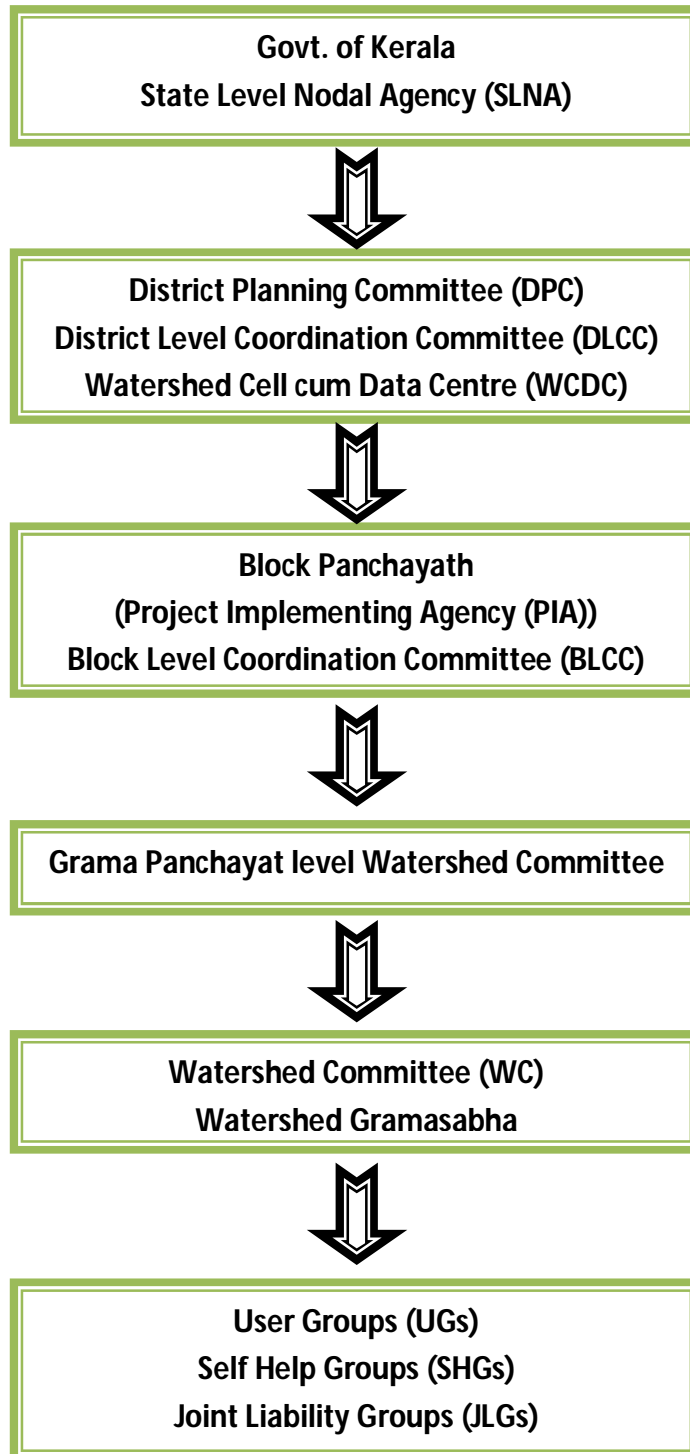 Govt. of Kerala
State Level Nodal Agency (SLNA)
District Planning Committee (DPC)
District Level Coordination Committee (DLCC)
Watershed Cell cum Data Centre (WCDC)
Block Panchayath
(Project Implementing Agency (PIA))
Block Level Coordination Committee (BLCC)
Grama Panchayat level Watershed Committee
Watershed Committee (WC)
Watershed Gramasabha
User Groups (UGs)
Self Help Groups (SHGs)
Joint Liability Groups (JLGs)